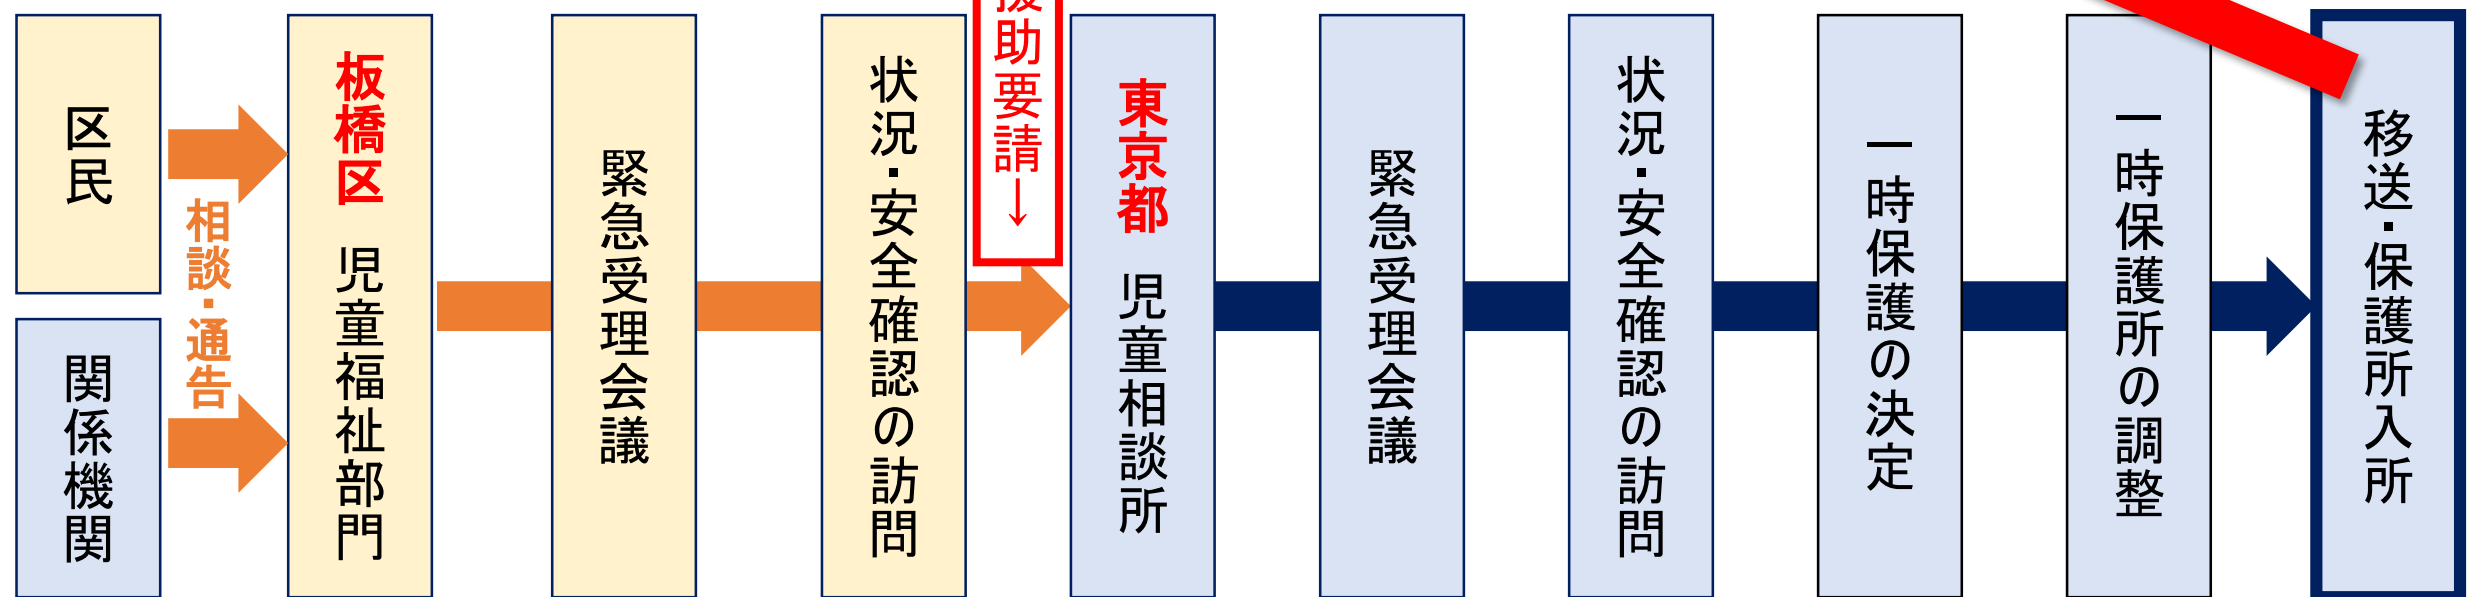 区民
関係機関
相談・通告
板橋区 児童福祉部門
緊急受理会議
状況・安全確認の訪問
援助要請→
東京都 児童相談所
緊急受理会議
状況・安全確認の訪問
一時保護の決定
一時保護所の調整
移送・保護所入所